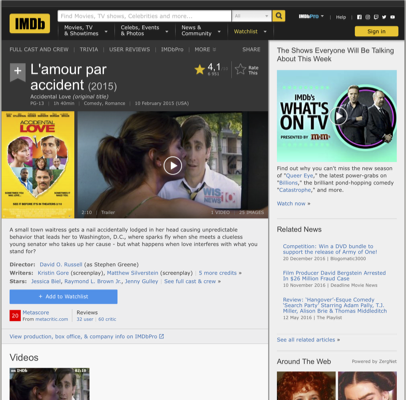 IMDb
Find Movies, TV shows, Celebrities and more...
All
IMDbPro
Help
Movies, TV & Showtimes
Celebs, Events & Photos
News & Community
Watchlist
Sign in
FULL CAST AND CREW | TRIVIA | USER REVIEWS | IMDbPro | MORE
SHARE
L'amour par accident (2015)
4,1
Rate This
Accidental Love (original title)
PG-13 | 1h 40min | Comedy, Romance | 10 February 2015 (USA)
ACCIDENTAL
LOVE
2:10 | Trailer
1 VIDEO | 25 IMAGES
A small town waitress gets a nail accidentally lodged in her head causing unpredictable
behavior that leads her to Washington, D.C., where sparks fly when she meets a clueless
young senator who takes up her cause - but what happens when love interferes with what you
stand for?
Director: David O. Russell (as Stephen Greene)
Writers: Kristin Gore (screenplay), Matthew Silverstein (screenplay) | 5 more credits »
Stars: Jessica Biel, Raymond L. Brown Jr., Jenny Gulley | See full cast & crew »
+ Add to Watchlist
20
Metascore
From metacritic.com
Reviews
32 user | 60 critic
View production, box office, & company info on IMDbPro
Videos
The Shows Everyone Will Be Talking
About This Week
IMDb's
WHAT'S
ON TV
PRESENTED BY
Find out why you can't miss the new season
of "Queer Eye," the latest power-grabs on
"Billions," the brilliant pond-hopping comedy
"Catastrophe," and more.
Watch now »
Related News
Competition: Win a DVD bundle to
support the release of Army of One!
20 December 2016 | Blogomatic3000
Film Producer David Bergstein Arrested
In $26 Million Fraud Case
10 November 2016 | Deadline Movie News
Review: 'Hangover'-Esque Comedy
'Search Party' Starring Adam Pally, T.J.
Miller, Alison Brie & Thomas Middleditch
12 May 2016 | The Playlist
See all related articles »
Around The Web
Powered by ZergNet